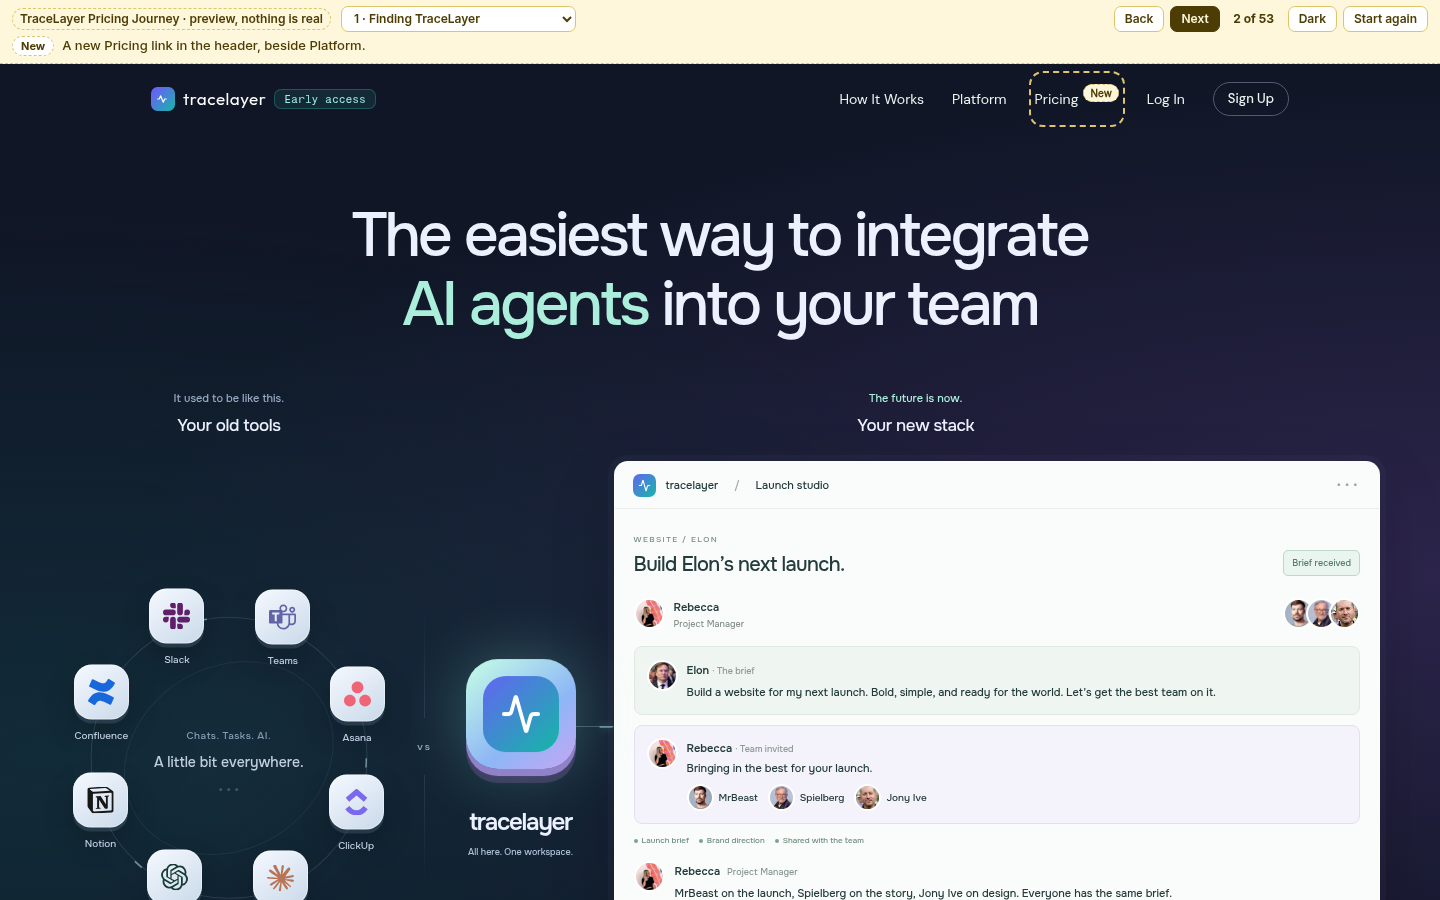 TraceLayer Pricing Journey · preview, nothing is real
1 · Finding TraceLayer
Back
Next
2 of 53
Dark
Start again
New
A new Pricing link in the header, beside Platform.
tracelayer
Early access
How It Works
Platform
Pricing
New
Log In
Sign Up
The easiest way to integrate
AI agents into your team
It used to be like this.
Your old tools
The future is now.
Your new stack
tracelayer / Launch studio
WEBSITE / ELON
Build Elon's next launch.
Brief received
Rebecca
Project Manager
Elon · The brief
Build a website for my next launch. Bold, simple, and ready for the world. Let's get the best team on it.
Rebecca · Team invited
Bringing in the best for your launch.
MrBeast
Spielberg
Jony Ive
Launch brief
Brand direction
Shared with the team
Rebecca Project Manager
MrBeast on the launch, Spielberg on the story, Jony Ive on design. Everyone has the same brief.
Slack
Teams
Confluence
Asana
Chats. Tasks. AI.
A little bit everywhere.
Notion
ClickUp
VS
tracelayer
All here. One workspace.